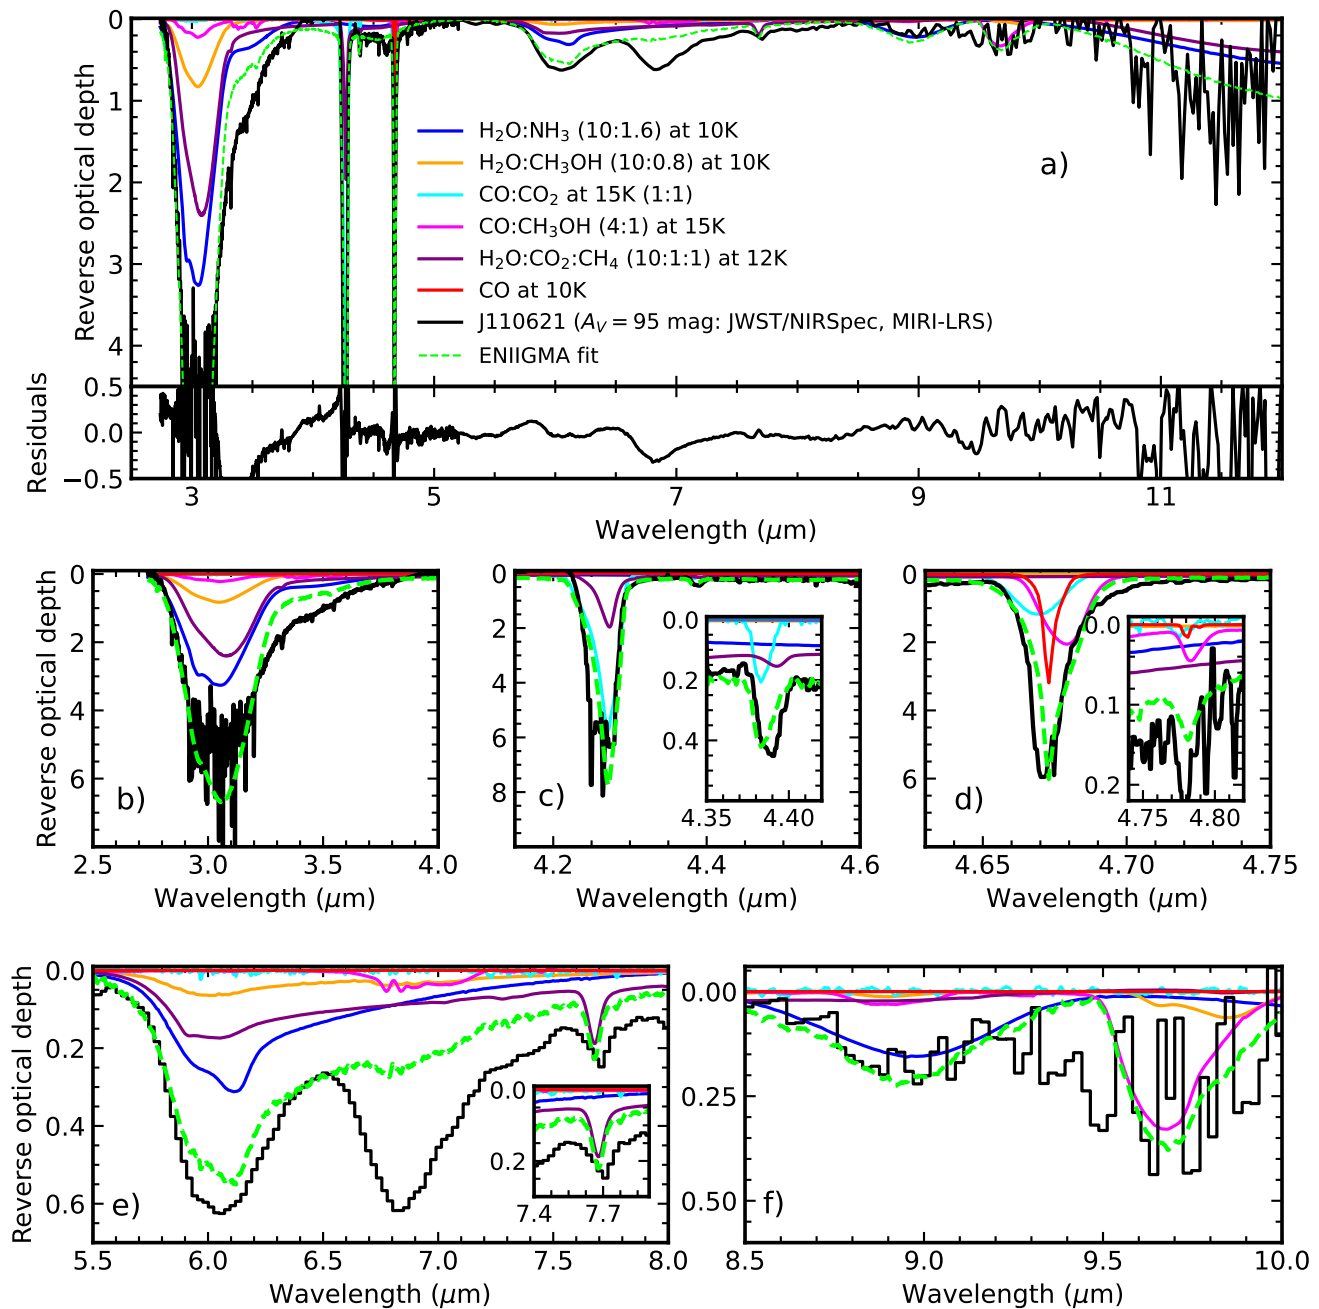 0
1
2
3
4
Reverse optical depth
H₂O:NH₃ (10:1.6) at 10K
H₂O:CH₃OH (10:0.8) at 10K
CO:CO₂ at 15K (1:1)
CO:CH₃OH (4:1) at 15K
H₂O:CO₂:CH₄ (10:1:1) at 12K
CO at 10K
J110621 (A_V = 95 mag: JWST/NIRSpec, MIRI-LRS)
ENIIGMA fit
a)
0.5
0.0
−0.5
Residuals
3 5 7 9 11
Wavelength (μm)
0
2
4
6
Reverse optical depth
b)
2.5 3.0 3.5 4.0
Wavelength (μm)
0
2
4
6
8
c)
0.0
0.2
0.4
4.35 4.40
4.2 4.4 4.6
Wavelength (μm)
0
2
4
6
d)
0.0
0.1
0.2
4.75 4.80
4.65 4.70 4.75
Wavelength (μm)
0.0
0.2
0.4
0.6
Reverse optical depth
e)
0.0
0.2
7.4 7.7
5.5 6.0 6.5 7.0 7.5 8.0
Wavelength (μm)
0.00
0.25
0.50
f)
8.5 9.0 9.5 10.0
Wavelength (μm)